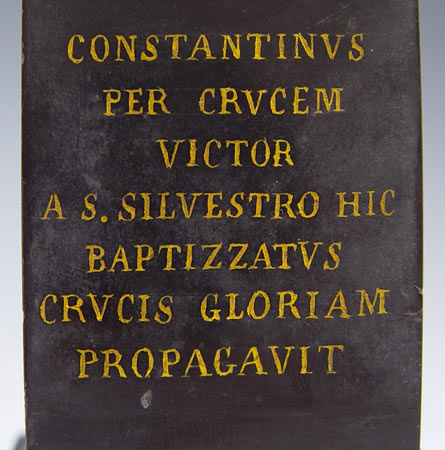 CONSTANTINVS
PER CRVCEM
VICTOR
A S. SILVESTRO HIC
BAPTIZZATVS
CRVCIS GLORIAM
PROPAGAVIT